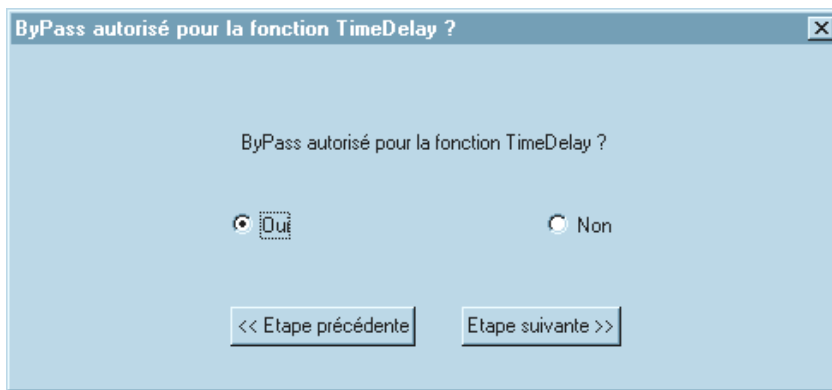 ByPass autorisé pour la fonction TimeDelay ?
ByPass autorisé pour la fonction TimeDelay ?
Oui
Non
<< Etape précédente
Etape suivante >>